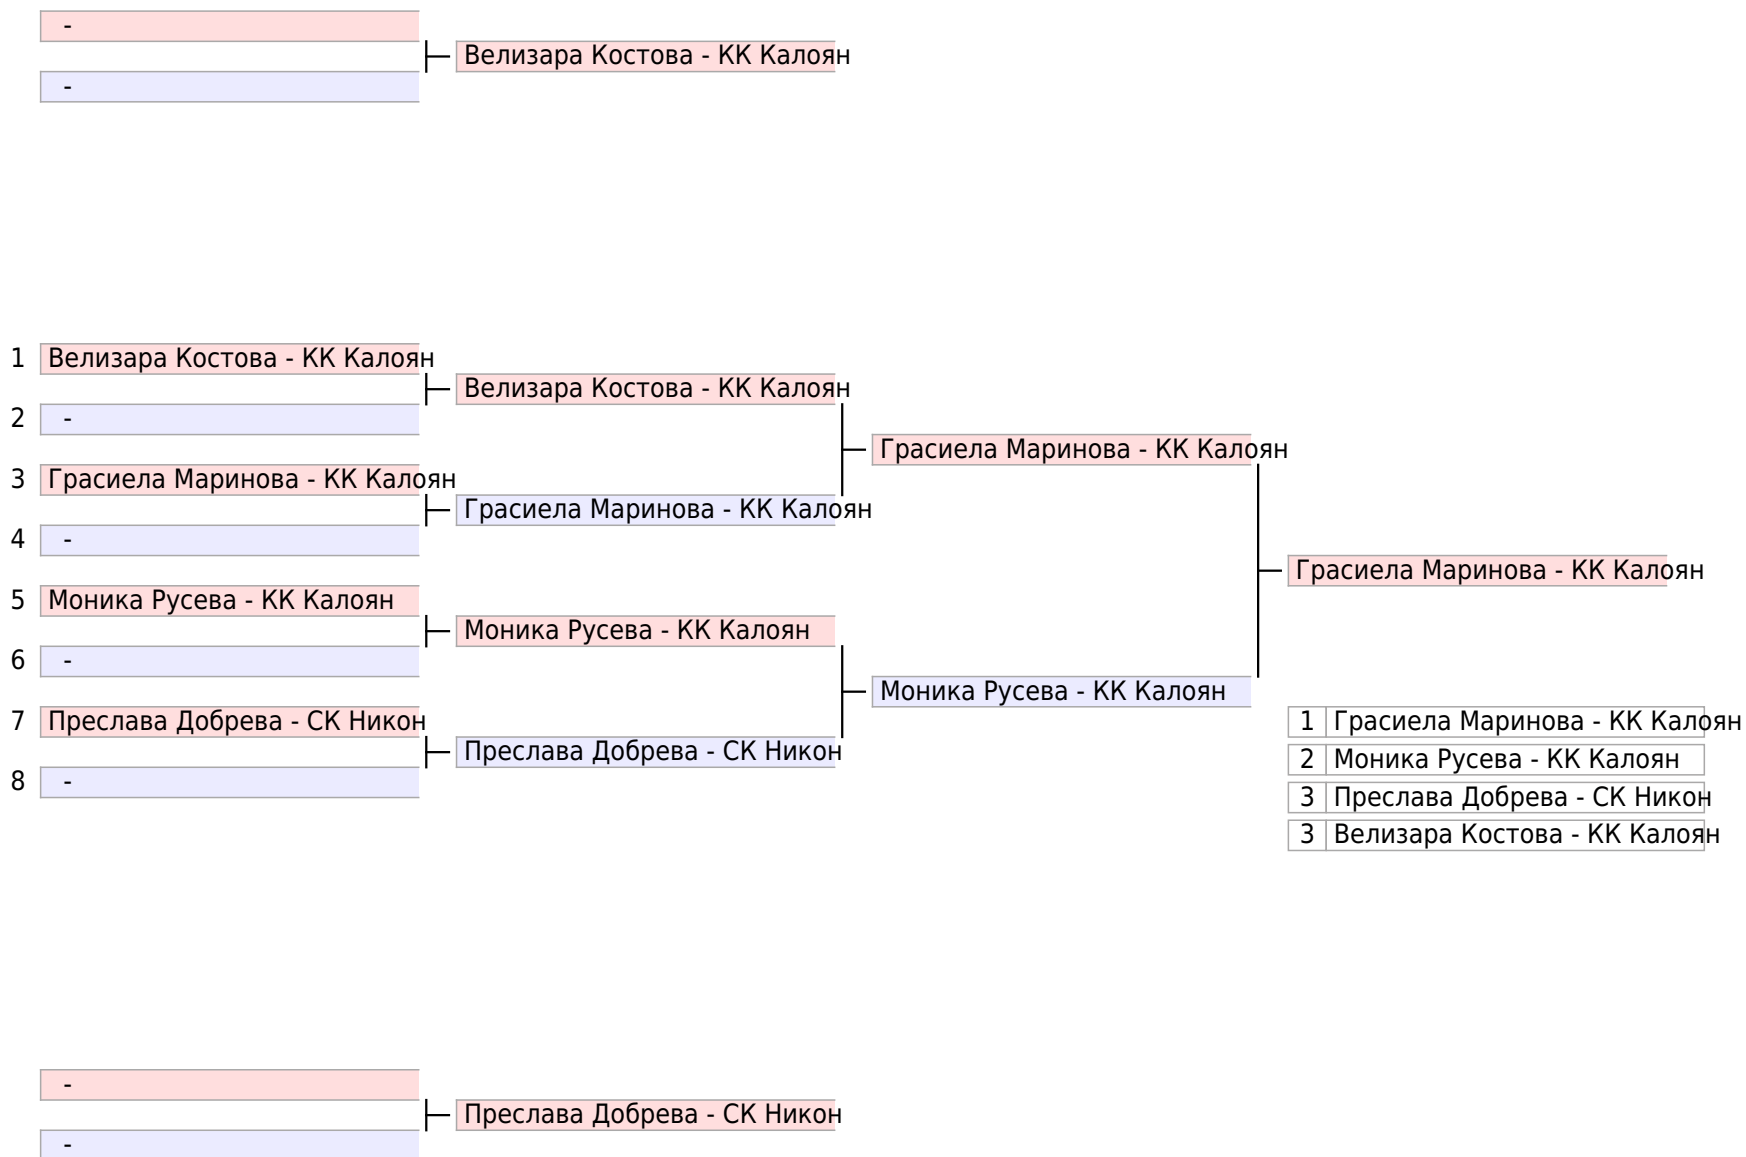 -
Велизара Костова - КК Калоян
-
1 Велизара Костова - КК Калоян
Велизара Костова - КК Калоян
2 -
Грасиела Маринова - КК Калоян
3 Грасиела Маринова - КК Калоян
Грасиела Маринова - КК Калоян
4 -
Грасиела Маринова - КК Калоян
5 Моника Русева - КК Калоян
Моника Русева - КК Калоян
6 -
Моника Русева - КК Калоян
7 Преслава Добрева - СК Никон
1 Грасиела Маринова - КК Калоян
Преслава Добрева - СК Никон
2 Моника Русева - КК Калоян
8 -
3 Преслава Добрева - СК Никон
3 Велизара Костова - КК Калоян
-
Преслава Добрева - СК Никон
-